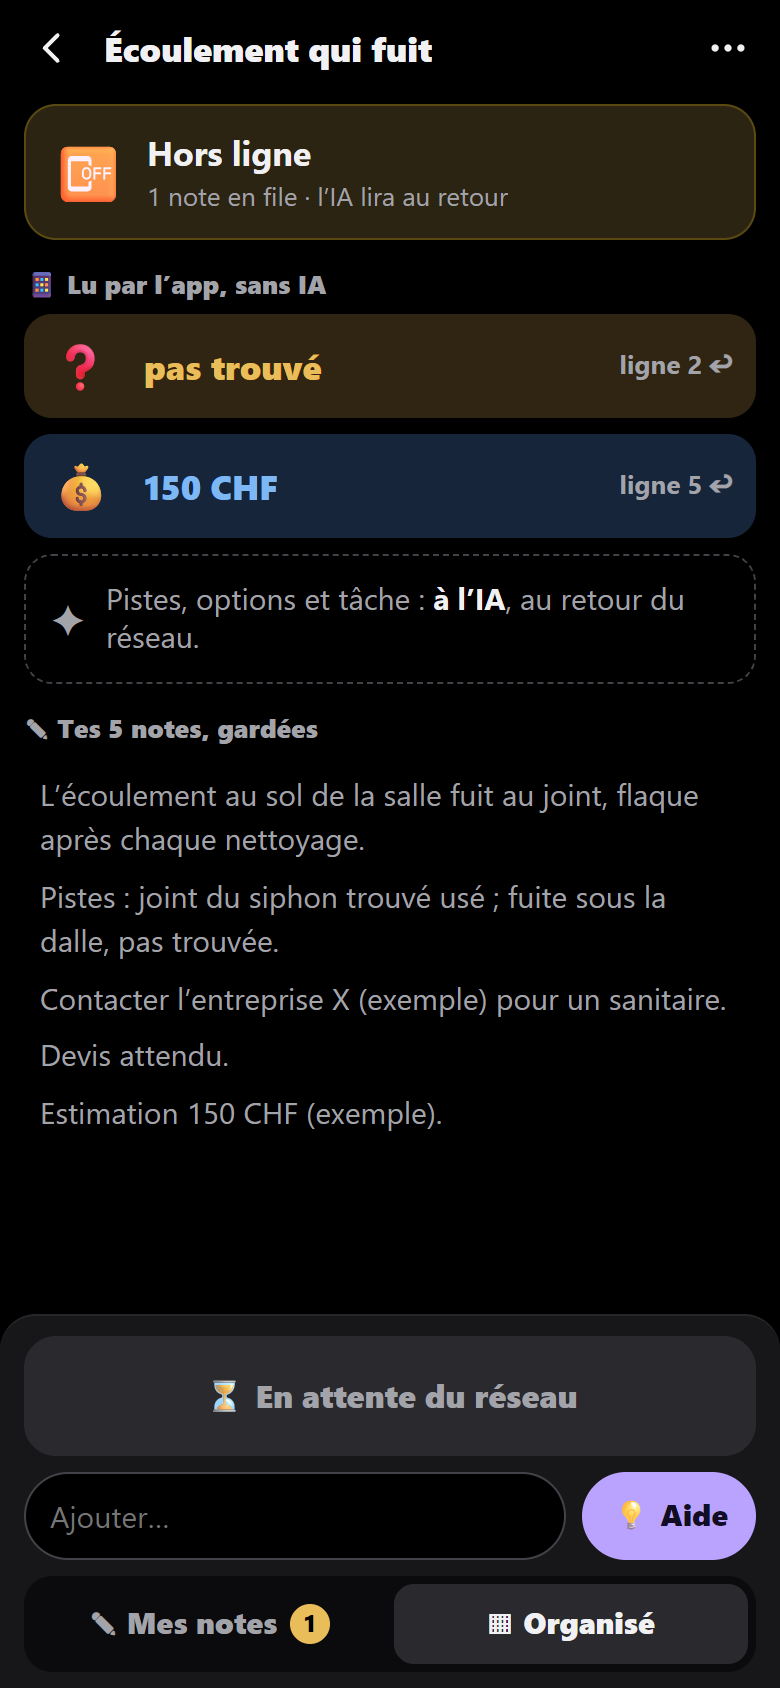 Écoulement qui fuit
OFF
Hors ligne
1 note en file · l’IA lira au retour
Lu par l’app, sans IA
pas trouvé
ligne 2
150 CHF
ligne 5
Pistes, options et tâche : à l’IA, au retour du
réseau.
Tes 5 notes, gardées
L’écoulement au sol de la salle fuit au joint, flaque
après chaque nettoyage.
Pistes : joint du siphon trouvé usé ; fuite sous la
dalle, pas trouvée.
Contacter l’entreprise X (exemple) pour un sanitaire.
Devis attendu.
Estimation 150 CHF (exemple).
En attente du réseau
Ajouter…
Aide
Mes notes 1
Organisé